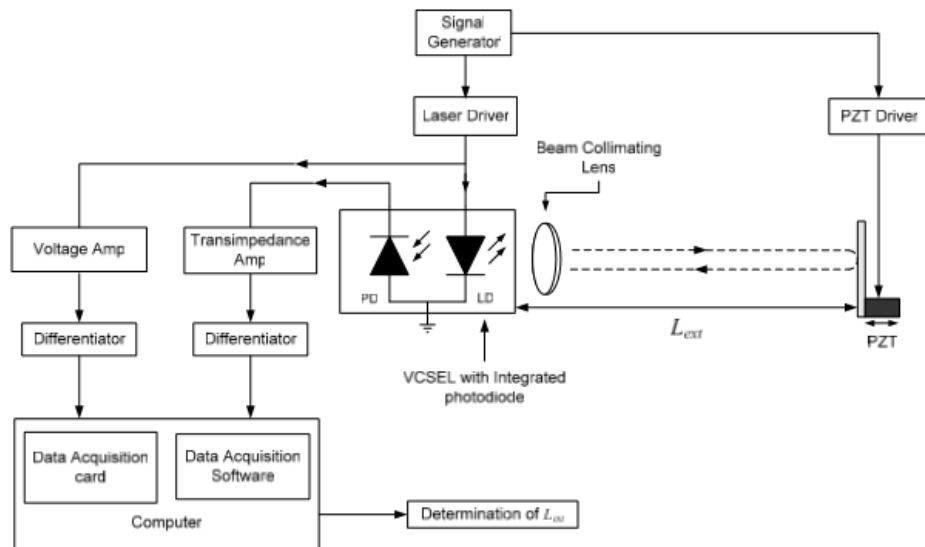 Signal
Generator
Laser Driver
PZT Driver
Beam Collimating
Lens
Voltage Amp
Transimpedance
Amp
PD
LD
L_ext
PZT
Differentiator
Differentiator
VCSEL with Integrated
photodiode
Data Acquisition
card
Data Acquisition
Software
Computer
Determination of L_ext